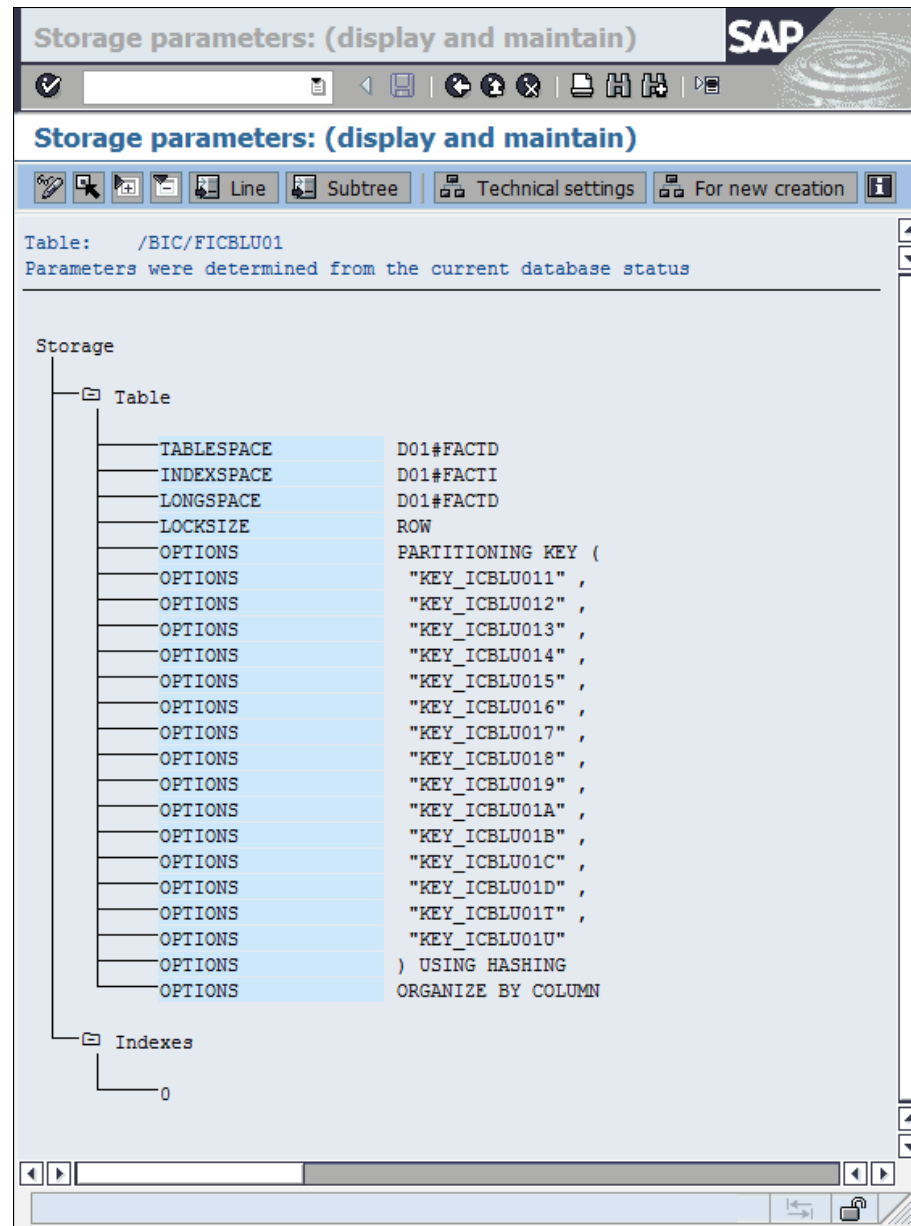 Storage parameters: (display and maintain)
SAP
Storage parameters: (display and maintain)
Line Subtree Technical settings For new creation
Table: /BIC/FICBLU01
Parameters were determined from the current database status
Storage
Table
TABLESPACE D01#FACTD
INDEXSPACE D01#FACTI
LONGSPACE D01#FACTD
LOCKSIZE ROW
OPTIONS PARTITIONING KEY (
OPTIONS "KEY_ICBLU011" ,
OPTIONS "KEY_ICBLU012" ,
OPTIONS "KEY_ICBLU013" ,
OPTIONS "KEY_ICBLU014" ,
OPTIONS "KEY_ICBLU015" ,
OPTIONS "KEY_ICBLU016" ,
OPTIONS "KEY_ICBLU017" ,
OPTIONS "KEY_ICBLU018" ,
OPTIONS "KEY_ICBLU019" ,
OPTIONS "KEY_ICBLU01A" ,
OPTIONS "KEY_ICBLU01B" ,
OPTIONS "KEY_ICBLU01C" ,
OPTIONS "KEY_ICBLU01D" ,
OPTIONS "KEY_ICBLU01T" ,
OPTIONS "KEY_ICBLU01U"
OPTIONS ) USING HASHING
OPTIONS ORGANIZE BY COLUMN
Indexes
0